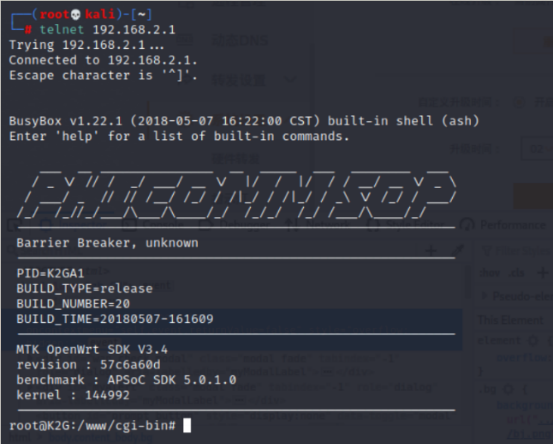 ┌──(root💀kali)-[~]
└─# telnet 192.168.2.1
Trying 192.168.2.1...
Connected to 192.168.2.1.
Escape character is '^]'.
BusyBox v1.22.1 (2018-05-07 16:22:00 CST) built-in shell (ash)
Enter 'help' for a list of built-in commands.
Barrier Breaker, unknown
PID=K2GA1
BUILD_TYPE=release
BUILD_NUMBER=20
BUILD_TIME=20180507-161609
MTK OpenWrt SDK V3.4
revision : 57c6a60d
benchmark : APSoC SDK 5.0.1.0
kernel : 144992
root@K2G:/www/cgi-bin#